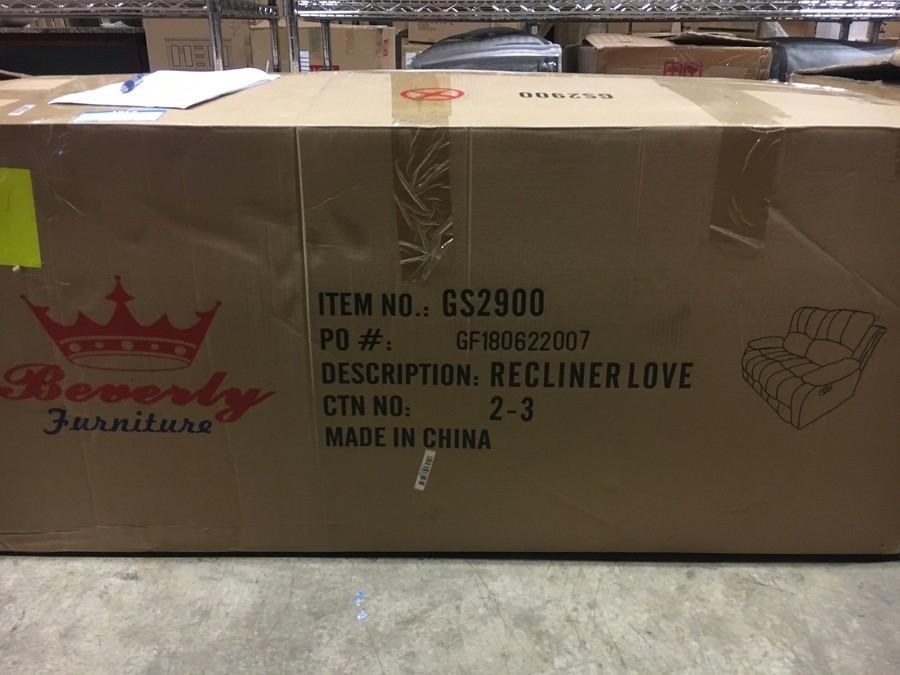 GS2900
Beverly
Furniture
ITEM NO.: GS2900
PO #: GF180622007
DESCRIPTION: RECLINER LOVE
CTN NO: 2-3
MADE IN CHINA